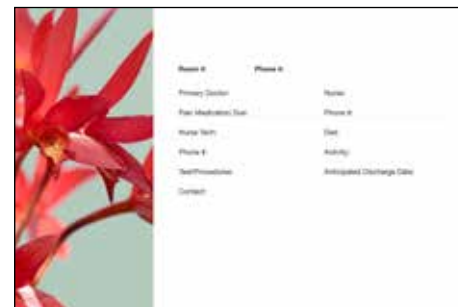 Room #: Phone #:
Primary Doctor: Nurse:
Pain Medication Due: Phone #:
Nurse Tech: Diet:
Phone #: Activity:
Test/Procedures: Anticipated Discharge Date:
Contact: